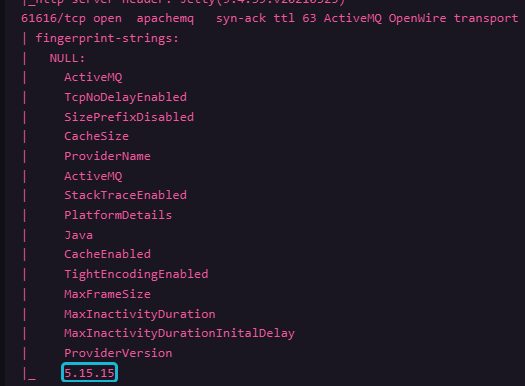 |_http-server-header: Jetty(9.4.39.v20210325)
61616/tcp open  apachemq   syn-ack ttl 63 ActiveMQ OpenWire transport
| fingerprint-strings:
|   NULL:
|     ActiveMQ
|     TcpNoDelayEnabled
|     SizePrefixDisabled
|     CacheSize
|     ProviderName
|     ActiveMQ
|     StackTraceEnabled
|     PlatformDetails
|     Java
|     CacheEnabled
|     TightEncodingEnabled
|     MaxFrameSize
|     MaxInactivityDuration
|     MaxInactivityDurationInitalDelay
|     ProviderVersion
|_    5.15.15